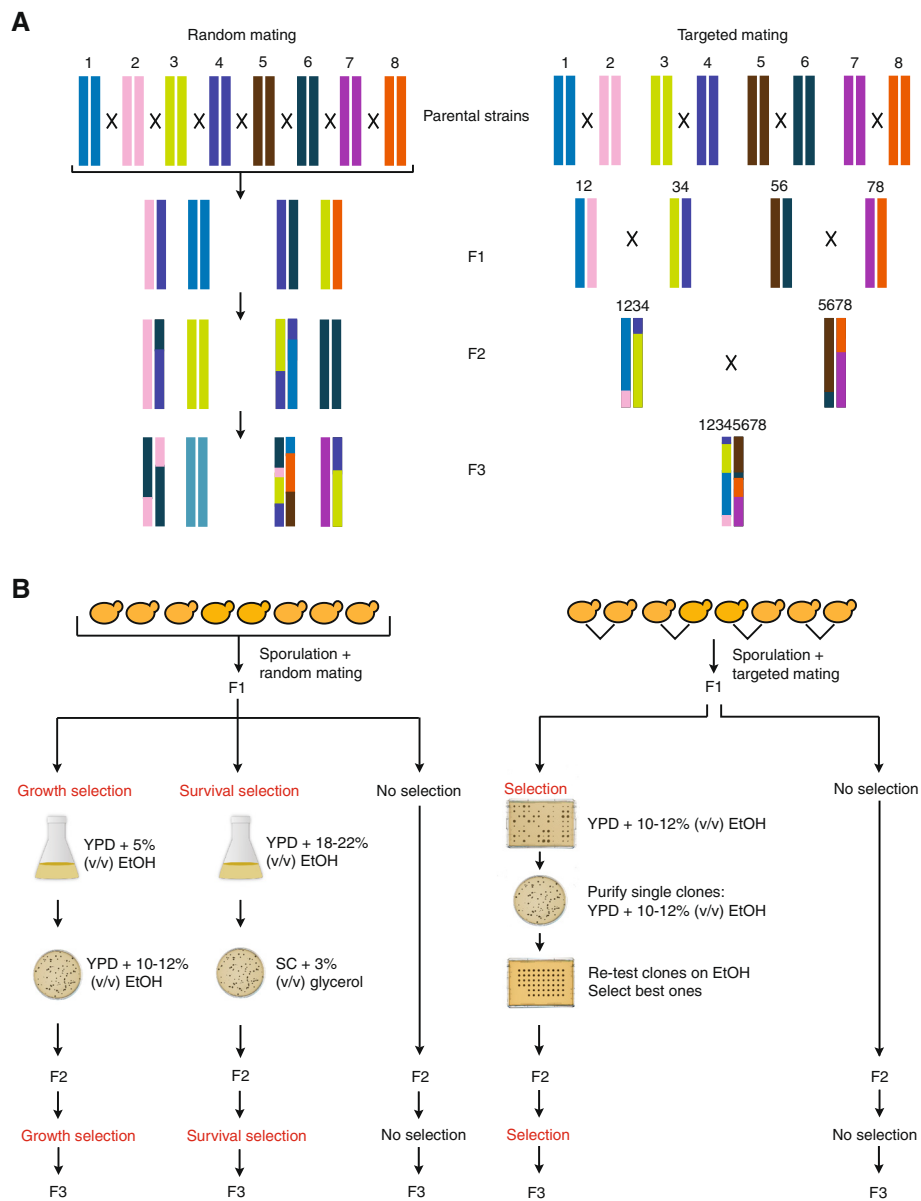 A
Random mating
Targeted mating
1 2 3 4 5 6 7 8
X X X X X X X
Parental strains
1 2 3 4 5 6 7 8
X X X X
12 34 56 78
F1
X X
1234 5678
F2
X
12345678
F3
B
Sporulation +
random mating
F1
Sporulation +
targeted mating
F1
Growth selection
Survival selection
No selection
Selection
No selection
YPD + 5%
(v/v) EtOH
YPD + 18-22%
(v/v) EtOH
YPD + 10-12% (v/v) EtOH
Purify single clones:
YPD + 10-12% (v/v) EtOH
YPD + 10-12%
(v/v) EtOH
SC + 3%
(v/v) glycerol
Re-test clones on EtOH
Select best ones
F2 F2 F2 F2 F2
Growth selection
Survival selection
No selection
Selection
No selection
F3 F3 F3 F3 F3